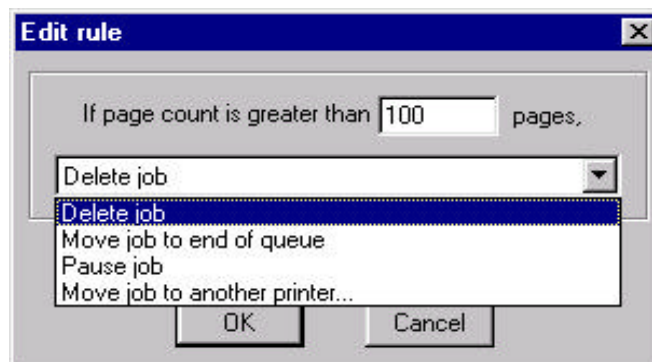 Edit rule
If page count is greater than 100 pages,
Delete job
Delete job
Move job to end of queue
Pause job
Move job to another printer...
OK Cancel